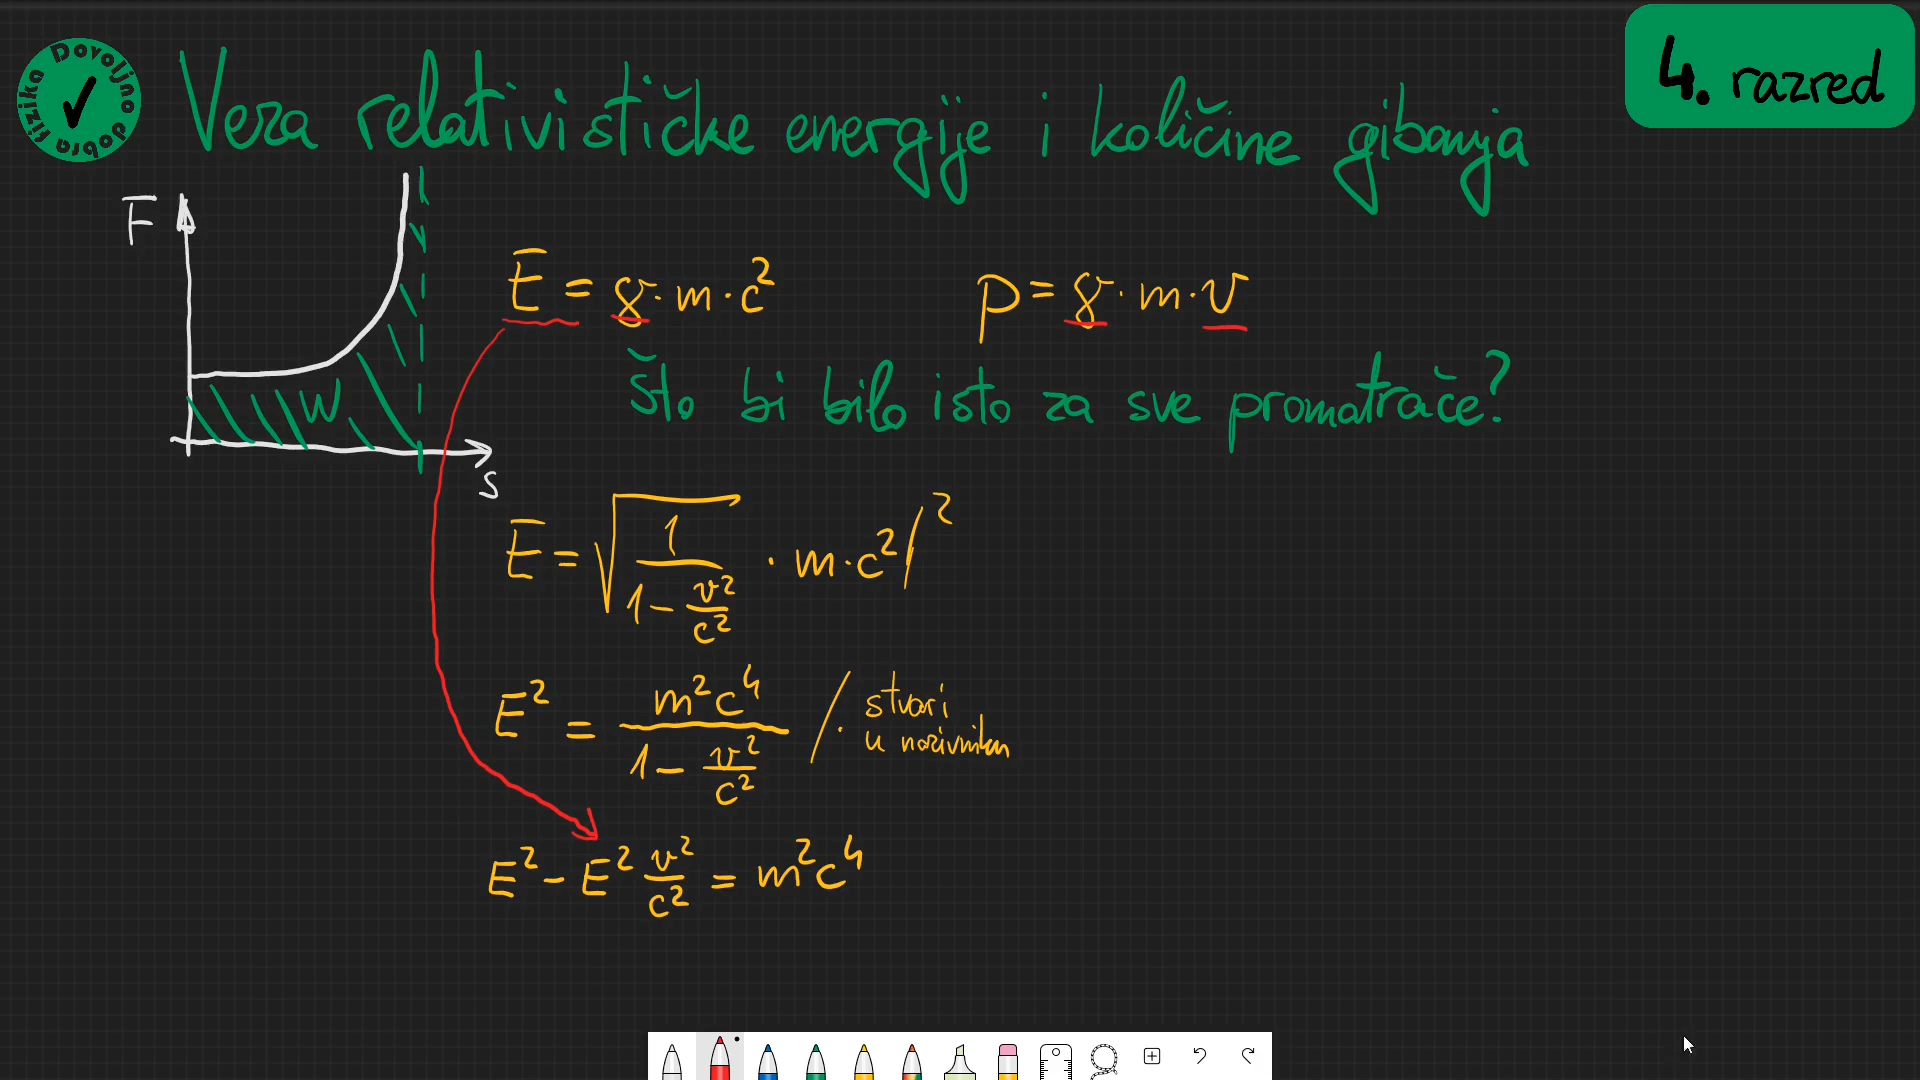 Dovoljno dobra fizika
4. razred
Veza relativističke energije i količine gibanja
F
E = γ · m · c²
p = γ · m · v
Što bi bilo isto za sve promatrače?
W
s
E = √(1 / (1 - v²/c²)) · m · c² /²
E² = m²c⁴ / (1 - v²/c²) / · stvari
u nazivniku
E² - E² v²/c² = m²c⁴